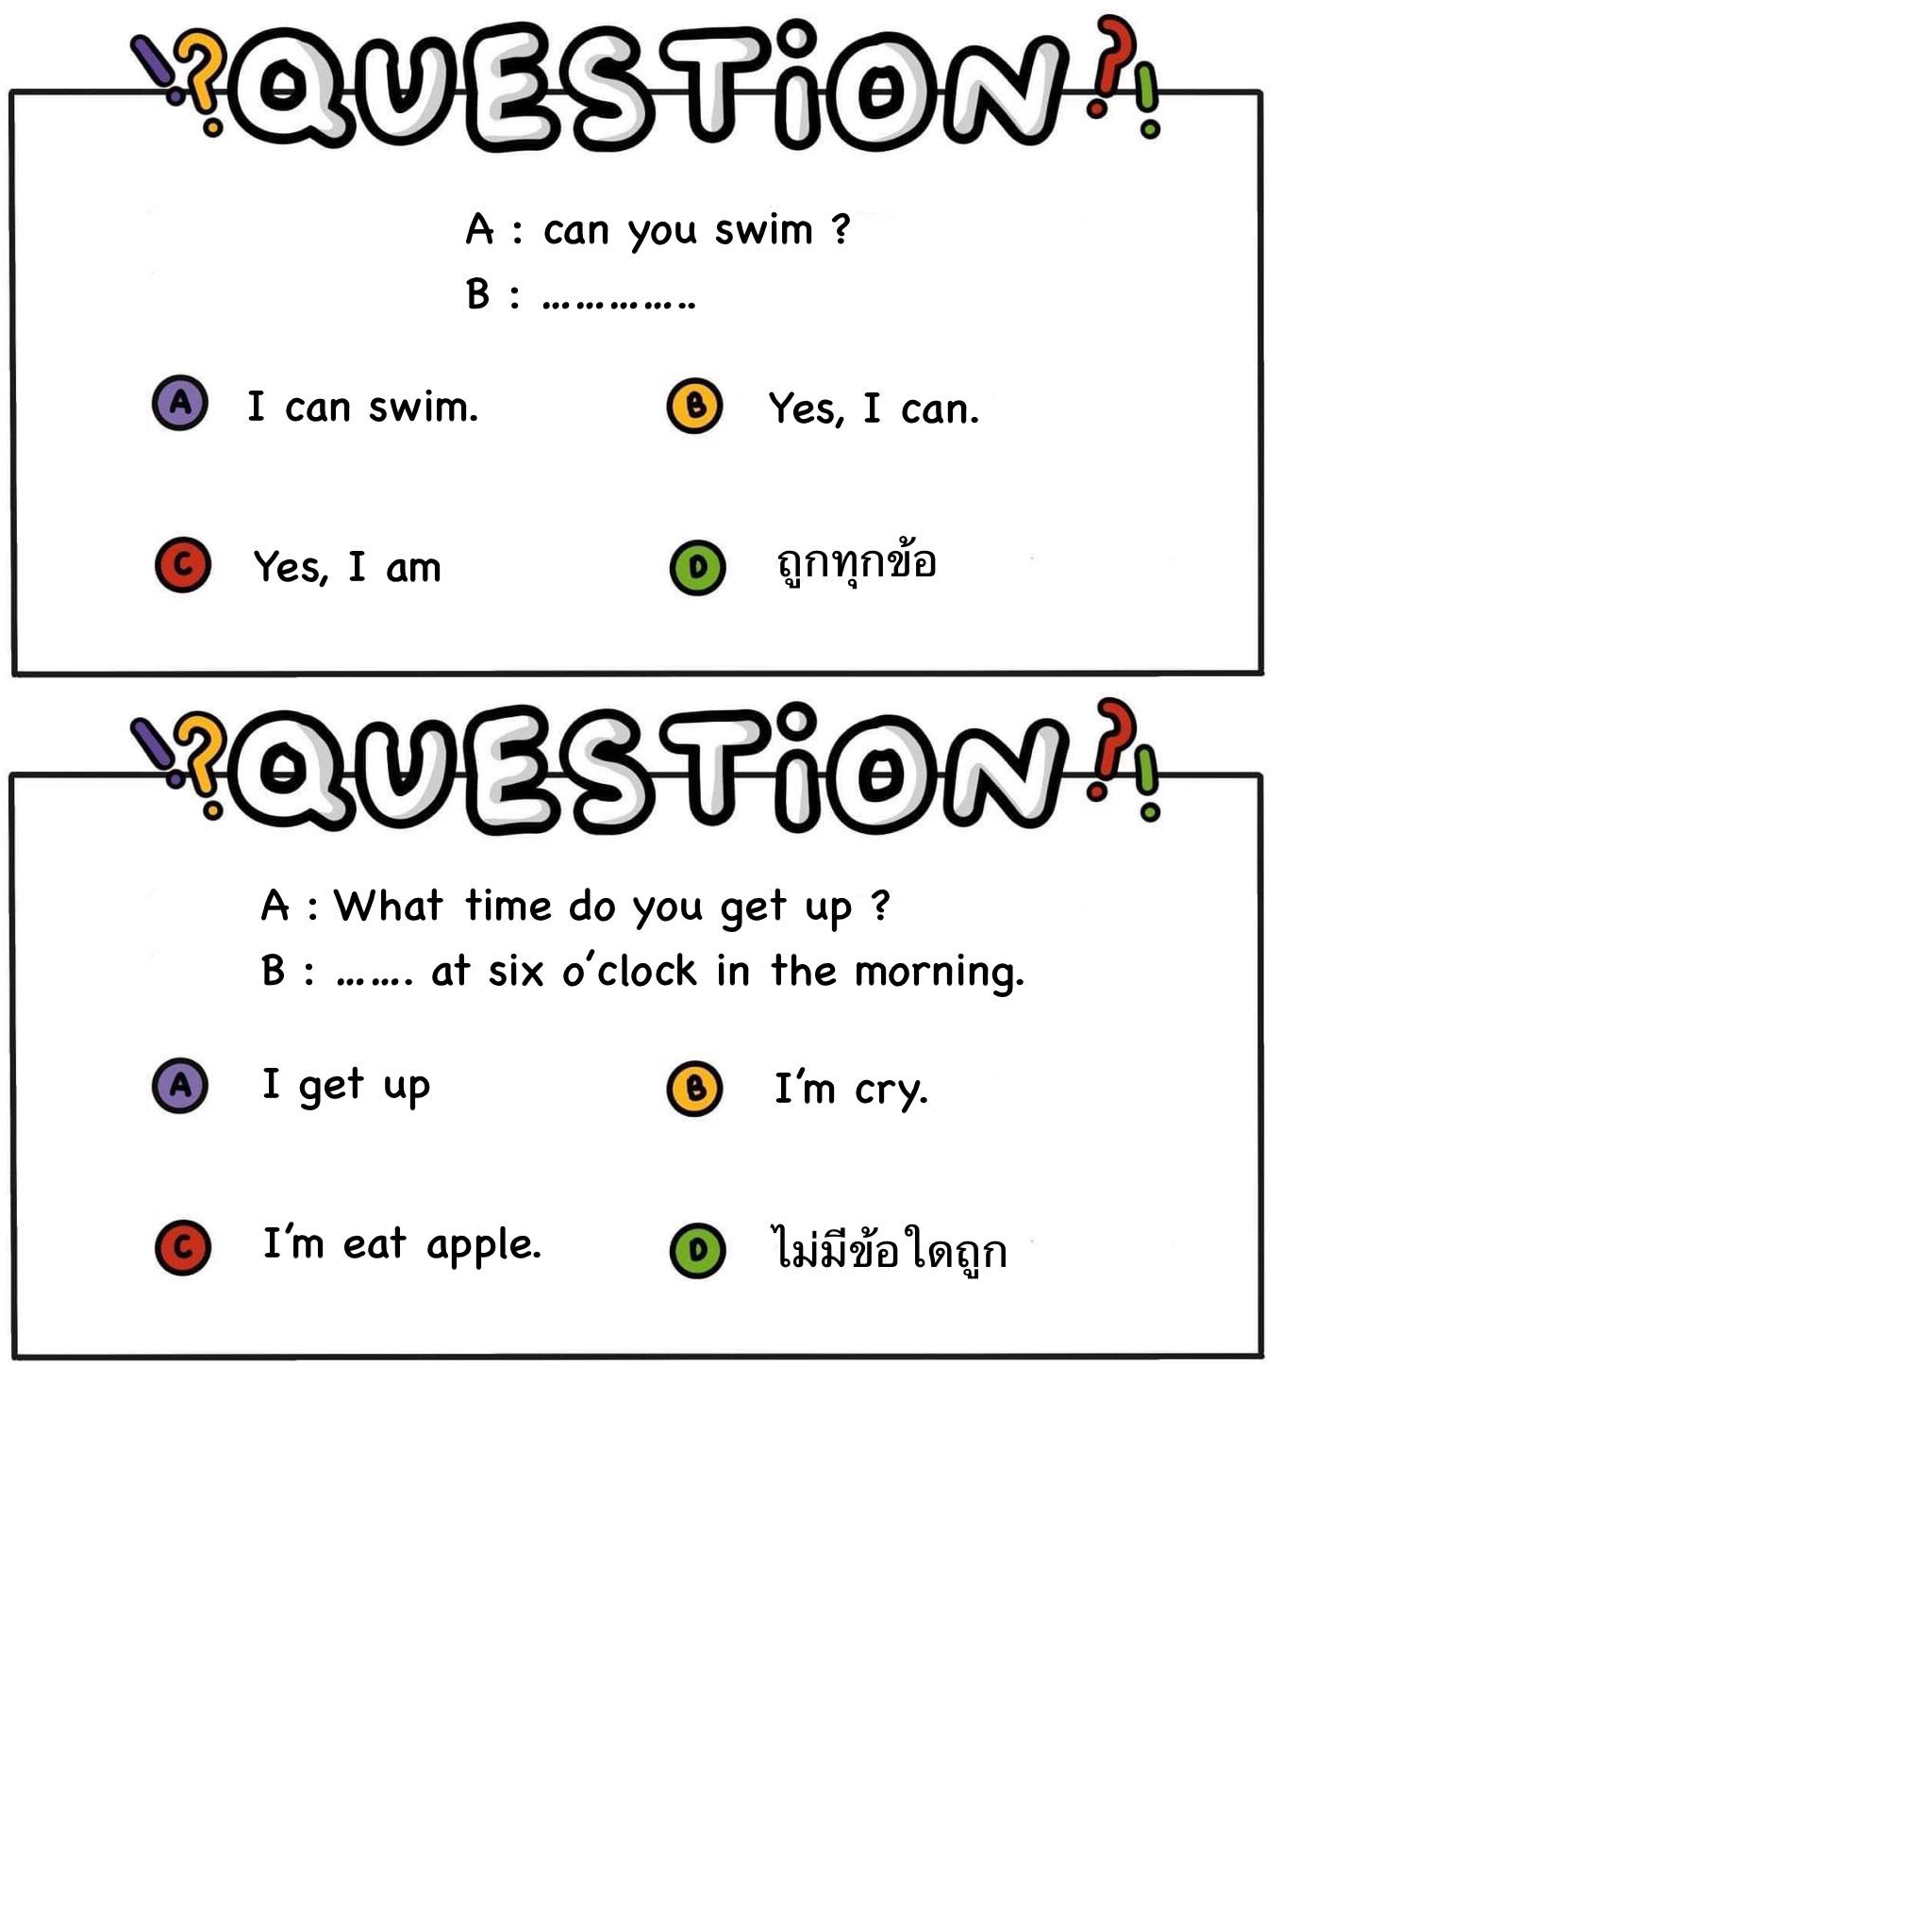 QUESTION
A : can you swim ?
B : ..............
A I can swim.
B Yes, I can.
C Yes, I am
D ถูกทุกข้อ
QUESTION
A : What time do you get up ?
B : ....... at six o'clock in the morning.
A I get up
B I'm cry.
C I'm eat apple.
D ไม่มีข้อใดถูก